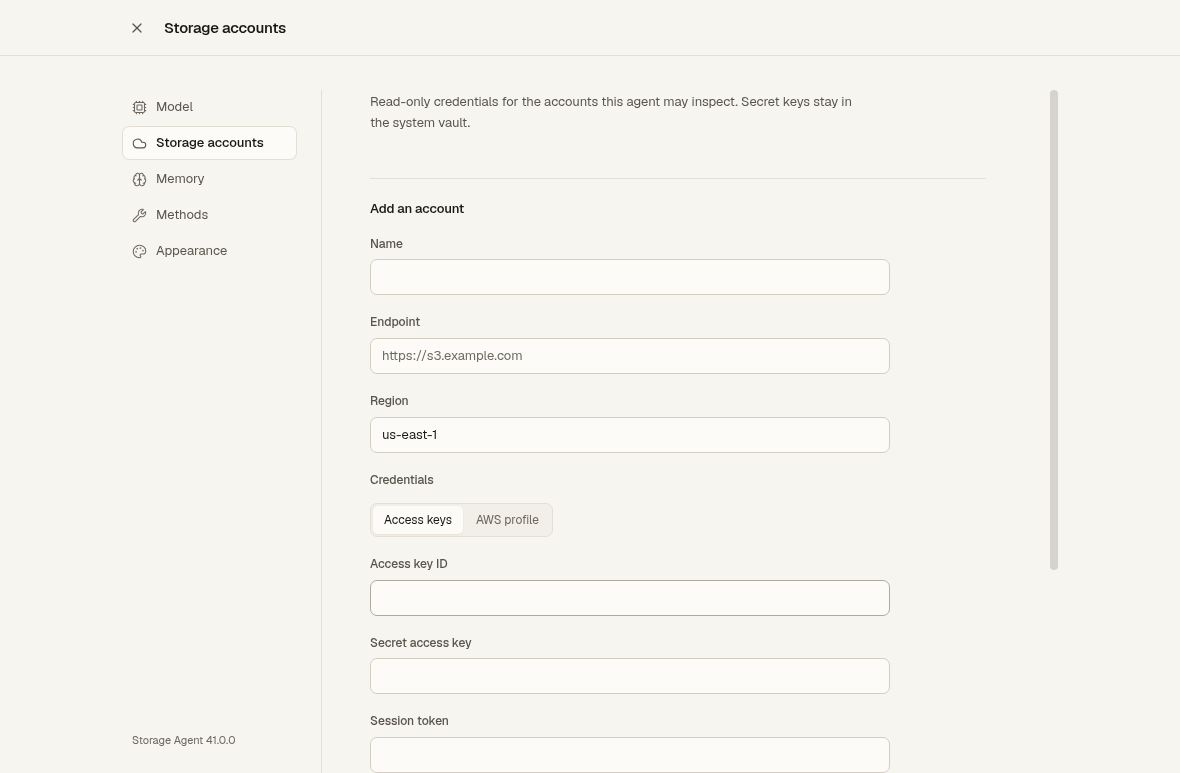 Storage accounts
Model
Storage accounts
Memory
Methods
Appearance
Storage Agent 41.0.0
Read-only credentials for the accounts this agent may inspect. Secret keys stay in
the system vault.
Add an account
Name
Endpoint
https://s3.example.com
Region
us-east-1
Credentials
Access keys AWS profile
Access key ID
Secret access key
Session token